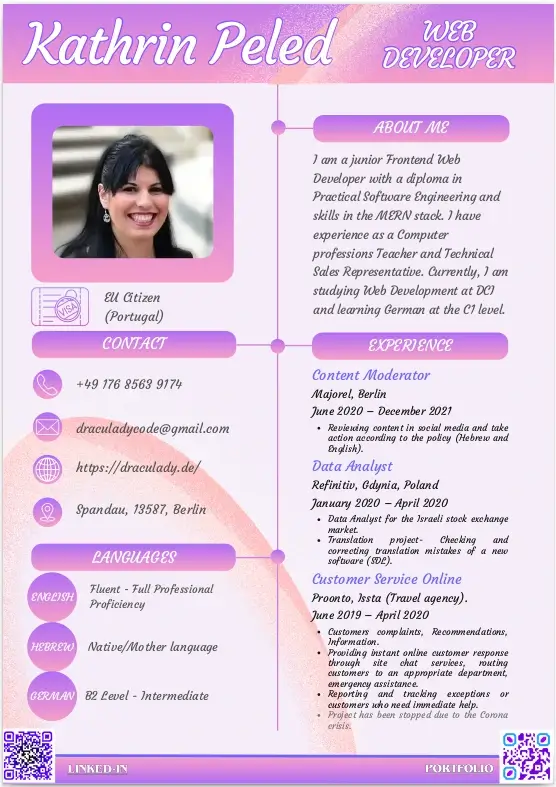 Kathrin Peled
WEB
DEVELOPER
EU Citizen
(Portugal)
VISA
CONTACT
+49 176 8563 9174
draculadycode@gmail.com
https://draculady.de/
Spandau, 13587, Berlin
LANGUAGES
ENGLISH
Fluent - Full Professional
Proficiency
HEBREW
Native/Mother language
GERMAN
B2 Level - Intermediate
ABOUT ME
I am a junior Frontend Web
Developer with a diploma in
Practical Software Engineering and
skills in the MERN stack. I have
experience as a Computer
professions Teacher and Technical
Sales Representative. Currently, I am
studying Web Development at DCI
and learning German at the C1 level.
EXPERIENCE
Content Moderator
Majorel, Berlin
June 2020 – December 2021
• Reviewing content in social media and take
action according to the policy (Hebrew and
English).
Data Analyst
Refinitiv, Gdynia, Poland
January 2020 – April 2020
• Data Analyst for the Israeli stock exchange
market.
• Translation project- Checking and
correcting translation mistakes of a new
software (SDL).
Customer Service Online
Proonto, Issta (Travel agency).
June 2019 – April 2020
• Customers complaints, Recommendations,
Information.
• Providing instant online customer response
through site chat services, routing
customers to an appropriate department,
emergency assistance.
• Reporting and tracking exceptions or
customers who need immediate help.
• Project has been stopped due to the Corona
crisis.
LINKED-IN
PORTFOLIO